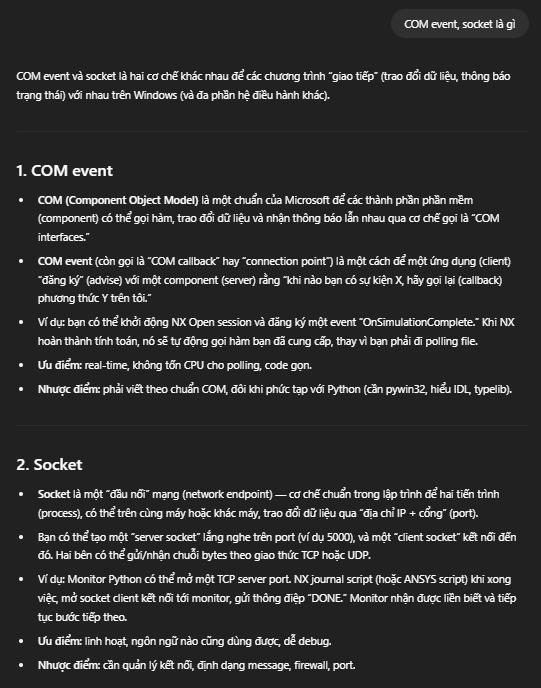 COM event, socket là gì
COM event và socket là hai cơ chế khác nhau để các chương trình “giao tiếp” (trao đổi dữ liệu, thông báo
trạng thái) với nhau trên Windows (và đa phần hệ điều hành khác).
1. COM event
• COM (Component Object Model) là một chuẩn của Microsoft để các thành phần phần mềm
(component) có thể gọi hàm, trao đổi dữ liệu và nhận thông báo lẫn nhau qua cơ chế gọi là “COM
interfaces.”
• COM event (còn gọi là “COM callback” hay “connection point”) là một cách để một ứng dụng (client)
“đăng ký” (advise) với một component (server) rằng “khi nào bạn có sự kiện X, hãy gọi lại (callback)
phương thức Y trên tôi.”
• Ví dụ: bạn có thể khởi động NX Open session và đăng ký một event “OnSimulationComplete.” Khi NX
hoàn thành tính toán, nó sẽ tự động gọi hàm bạn đã cung cấp, thay vì bạn phải đi polling file.
• Ưu điểm: real-time, không tốn CPU cho polling, code gọn.
• Nhược điểm: phải viết theo chuẩn COM, đôi khi phức tạp với Python (cần pywin32, hiểu IDL, typelib).
2. Socket
• Socket là một “đầu nối” mạng (network endpoint) — cơ chế chuẩn trong lập trình để hai tiến trình
(process), có thể trên cùng máy hoặc khác máy, trao đổi dữ liệu qua “địa chỉ IP + cổng” (port).
• Bạn có thể tạo một “server socket” lắng nghe trên port (ví dụ 5000), và một “client socket” kết nối đến
đó. Hai bên có thể gửi/nhận chuỗi bytes theo giao thức TCP hoặc UDP.
• Ví dụ: Monitor Python có thể mở một TCP server port. NX journal script (hoặc ANSYS script) khi xong
việc, mở socket client kết nối tới monitor, gửi thông điệp “DONE.” Monitor nhận được liền biết và tiếp
tục bước tiếp theo.
• Ưu điểm: linh hoạt, ngôn ngữ nào cũng dùng được, dễ debug.
• Nhược điểm: cần quản lý kết nối, định dạng message, firewall, port.